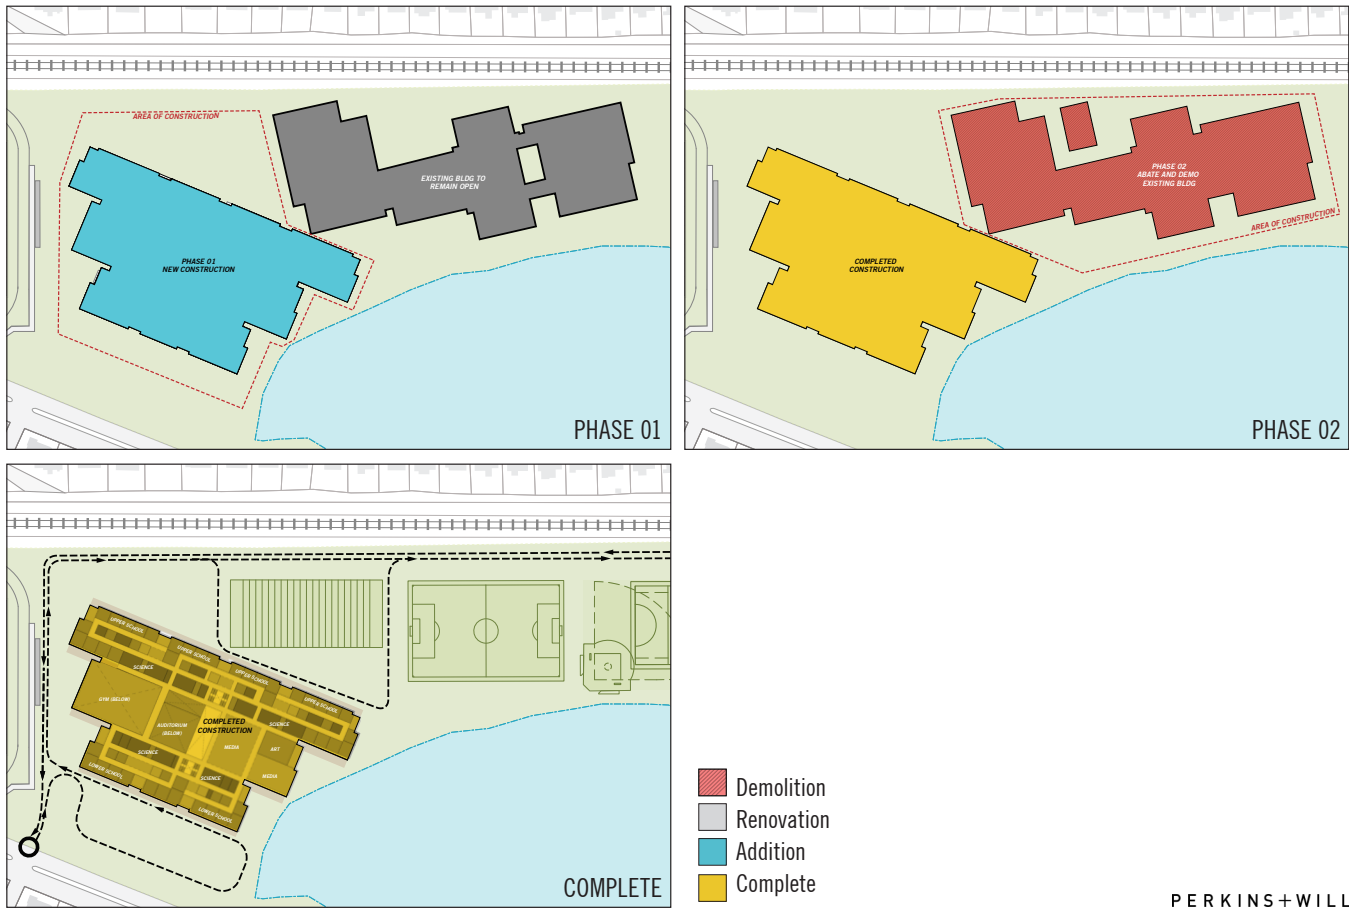 AREA OF CONSTRUCTION
EXISTING BLDG TO
REMAIN OPEN
PHASE 01
NEW CONSTRUCTION
PHASE 01
PHASE 02
ABATE AND DEMO
EXISTING BLDG
AREA OF CONSTRUCTION
COMPLETED
CONSTRUCTION
PHASE 02
UPPER SCHOOL
UPPER SCHOOL
UPPER SCHOOL
UPPER SCHOOL
SCIENCE
GYM (BELOW)
AUDITORIUM
(BELOW)
COMPLETED
CONSTRUCTION
SCIENCE
MEDIA
ART
SCIENCE
LOWER SCHOOL
SCIENCE
MEDIA
LOWER SCHOOL
COMPLETE
Demolition
Renovation
Addition
Complete
PERKINS+WILL